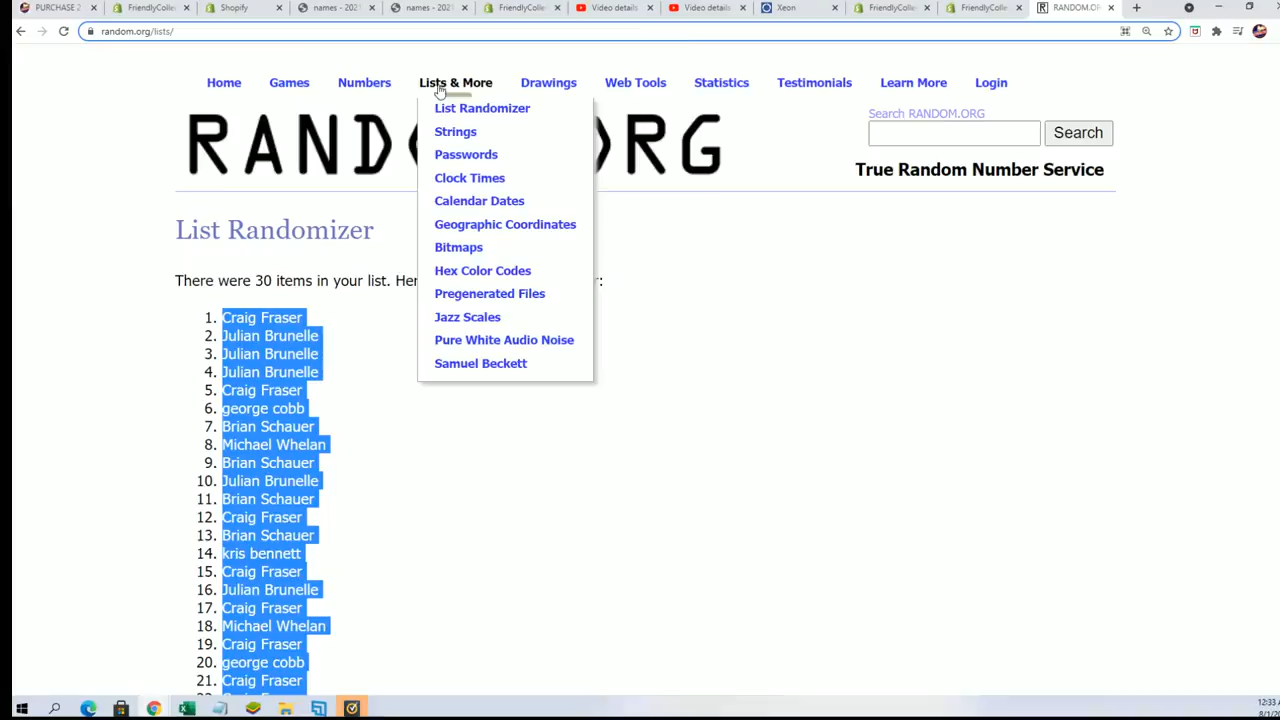 PURCHASE 2
FriendlyColle
Shopify
names - 2021
names - 2021
FriendlyColle
Video details
Video details
Xeon
FriendlyColle
FriendlyColle
RANDOM.OR
random.org/lists/
Home Games Numbers Lists & More Drawings Web Tools Statistics Testimonials Learn More Login
List Randomizer
Strings
Passwords
Clock Times
Calendar Dates
Geographic Coordinates
Bitmaps
Hex Color Codes
Pregenerated Files
Jazz Scales
Pure White Audio Noise
Samuel Beckett
Search RANDOM.ORG
Search
True Random Number Service
List Randomizer
There were 30 items in your list. Her :
1. Craig Fraser
2. Julian Brunelle
3. Julian Brunelle
4. Julian Brunelle
5. Craig Fraser
6. george cobb
7. Brian Schauer
8. Michael Whelan
9. Brian Schauer
10. Julian Brunelle
11. Brian Schauer
12. Craig Fraser
13. Brian Schauer
14. kris bennett
15. Craig Fraser
16. Julian Brunelle
17. Craig Fraser
18. Michael Whelan
19. Craig Fraser
20. george cobb
21. Craig Fraser
12:33
8/1/20